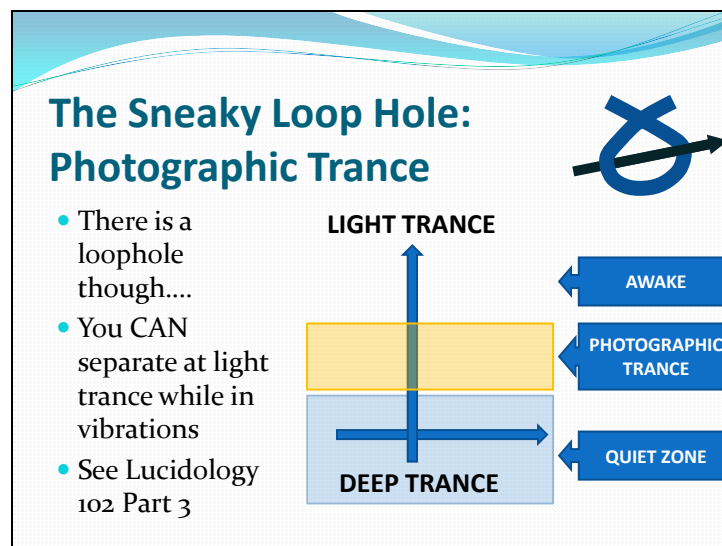 The Sneaky Loop Hole:
Photographic Trance
• There is a
loophole
though....
• You CAN
separate at light
trance while in
vibrations
• See Lucidology
102 Part 3
LIGHT TRANCE
AWAKE
PHOTOGRAPHIC
TRANCE
QUIET ZONE
DEEP TRANCE